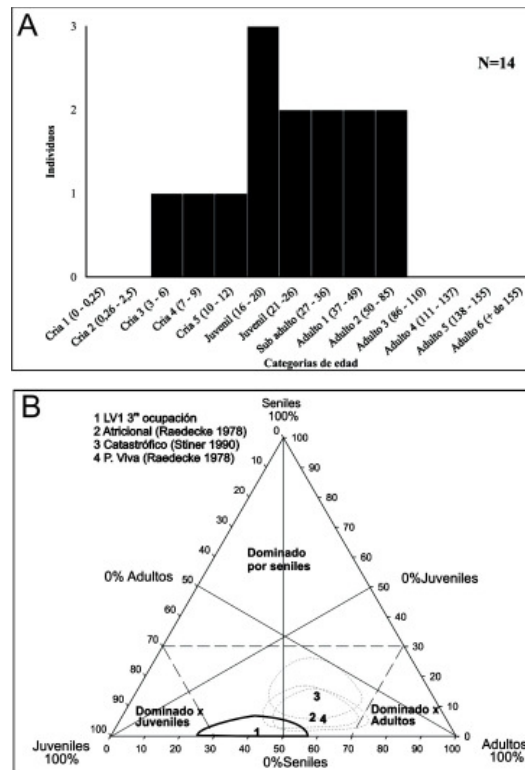 A
3
N=14
2
Individuos
1
0
Cria 1 (0 - 0,25)
Cria 2 (0,26 - 2,5)
Cria 3 (3 - 6)
Cria 4 (7 - 9)
Cria 5 (10 - 12)
Juvenil (16 - 20)
Juvenil (21 -26)
Sub adulto (27 - 36)
Adulto 1 (37 - 49)
Adulto 2 (50 - 85)
Adulto 3 (86 - 110)
Adulto 4 (111 - 137)
Adulto 5 (138 - 155)
Adulto 6 (+ de 155)
Categorias de edad
B
Seniles
100%
1 LV1 3ra ocupación
2 Atricional (Raedecke 1978)
3 Catastrófico (Stiner 1990)
4 P. Viva (Raedecke 1978)
0 100
10 90
20 80
30 70
40 60
Dominado
por seniles
0% Adultos 50 50 0%Juveniles
60 40
70 30
80 20
3
90 Dominado x
Juveniles
2 4
Dominado x
Adultos 10
1
100 0
Juveniles
100%
0 10 20 30 40 50 60 70 80 90 100
0%Seniles
Adultos
100%